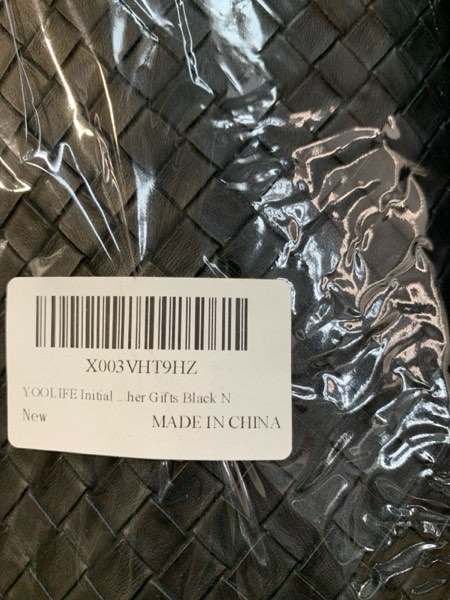 X003VHT9HZ
YOOLIFE Initial ...her Gifts Black N
New
MADE IN CHINA